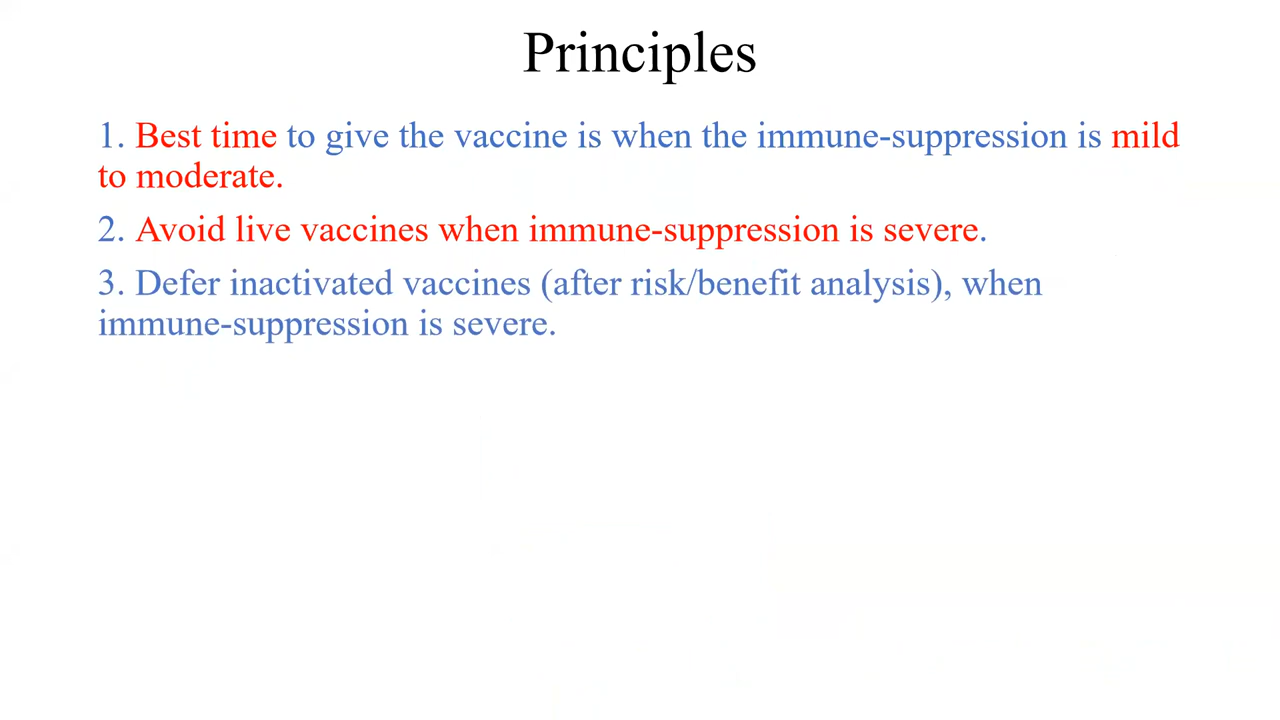 Principles
1. Best time to give the vaccine is when the immune-suppression is mild
to moderate.
2. Avoid live vaccines when immune-suppression is severe.
3. Defer inactivated vaccines (after risk/benefit analysis), when
immune-suppression is severe.